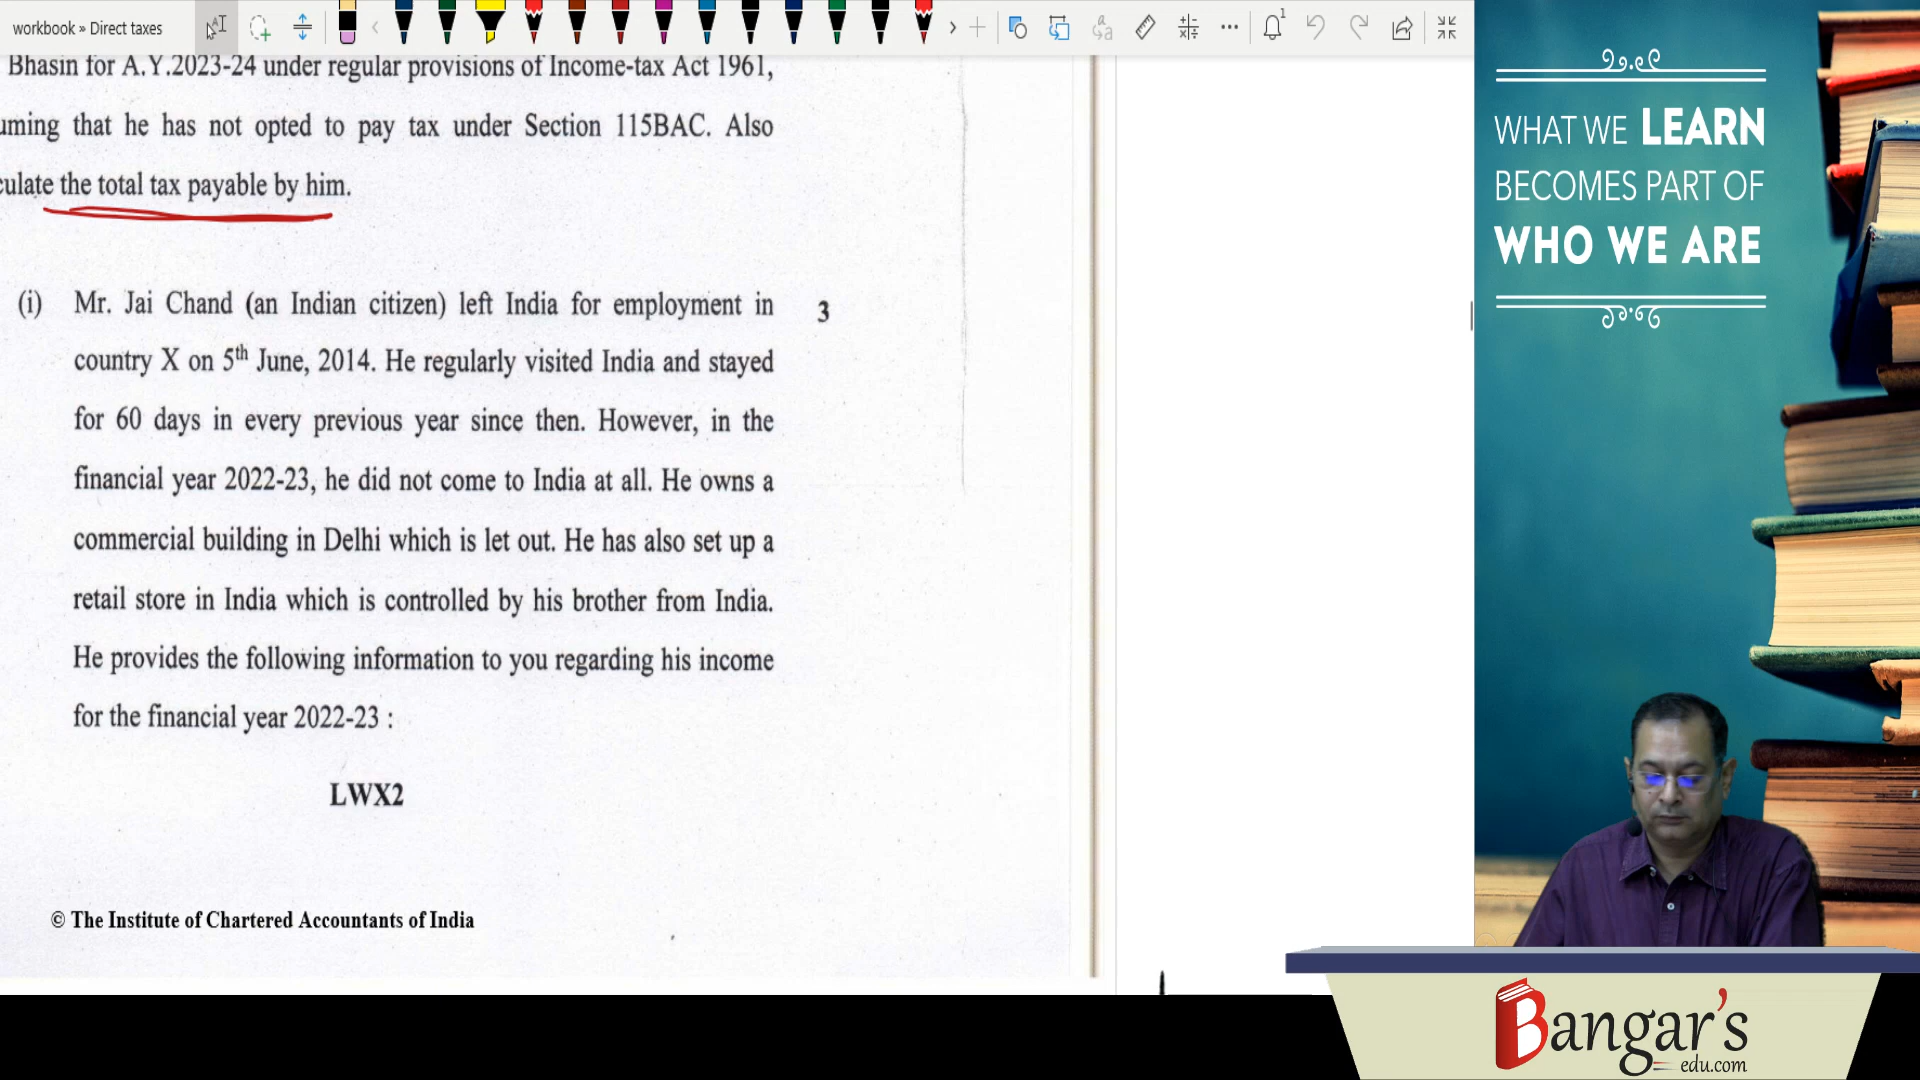 workbook » Direct taxes
Bhasin for A.Y.2023-24 under regular provisions of Income-tax Act 1961,
uming that he has not opted to pay tax under Section 115BAC. Also
culate the total tax payable by him.
(i) Mr. Jai Chand (an Indian citizen) left India for employment in 3
country X on 5th June, 2014. He regularly visited India and stayed
for 60 days in every previous year since then. However, in the
financial year 2022-23, he did not come to India at all. He owns a
commercial building in Delhi which is let out. He has also set up a
retail store in India which is controlled by his brother from India.
He provides the following information to you regarding his income
for the financial year 2022-23 :
LWX2
© The Institute of Chartered Accountants of India
WHAT WE LEARN
BECOMES PART OF
WHO WE ARE
Bangar's
edu.com